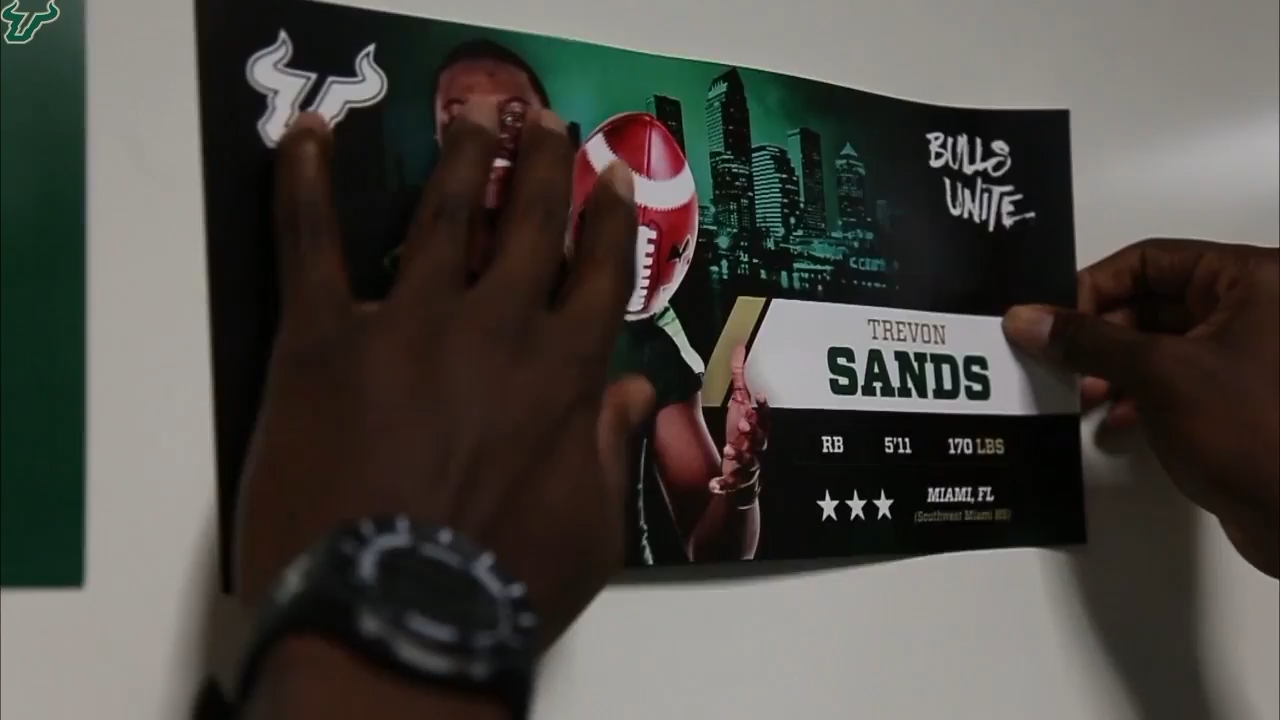 BULLS
UNITE
TREVON
SANDS
RB 5'11 170 LBS
MIAMI, FL
(Southwest Miami HS)